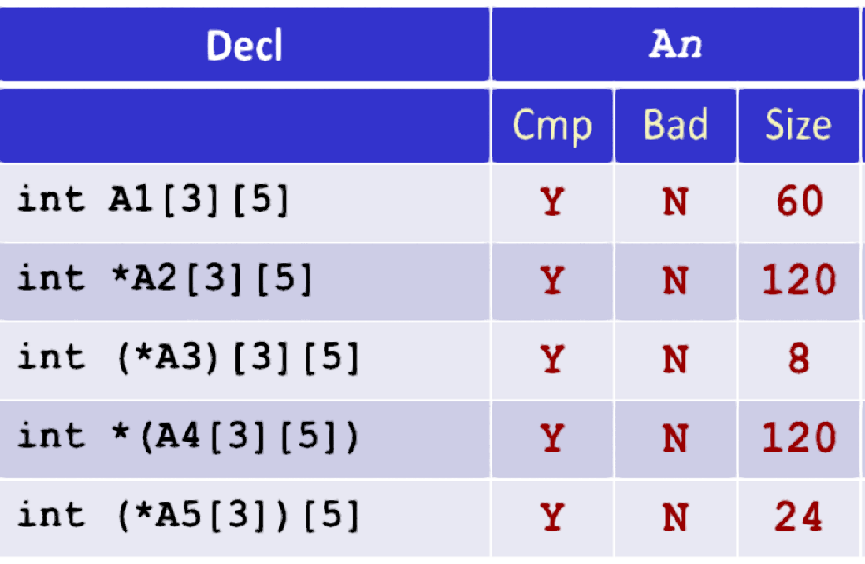 Decl An
Cmp Bad Size
int A1[3][5] Y N 60
int *A2[3][5] Y N 120
int (*A3)[3][5] Y N 8
int *(A4[3][5]) Y N 120
int (*A5[3])[5] Y N 24